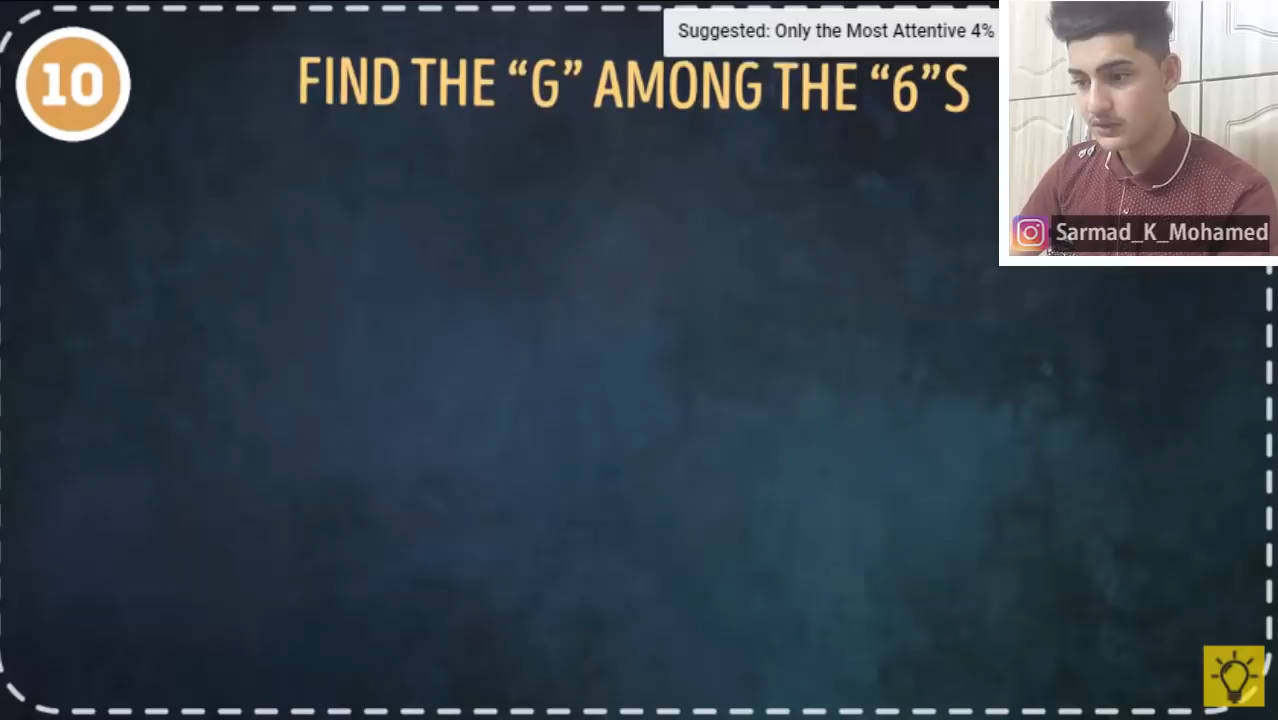 Suggested: Only the Most Attentive 4%
10
FIND THE “G” AMONG THE “6”S
Sarmad_K_Mohamed